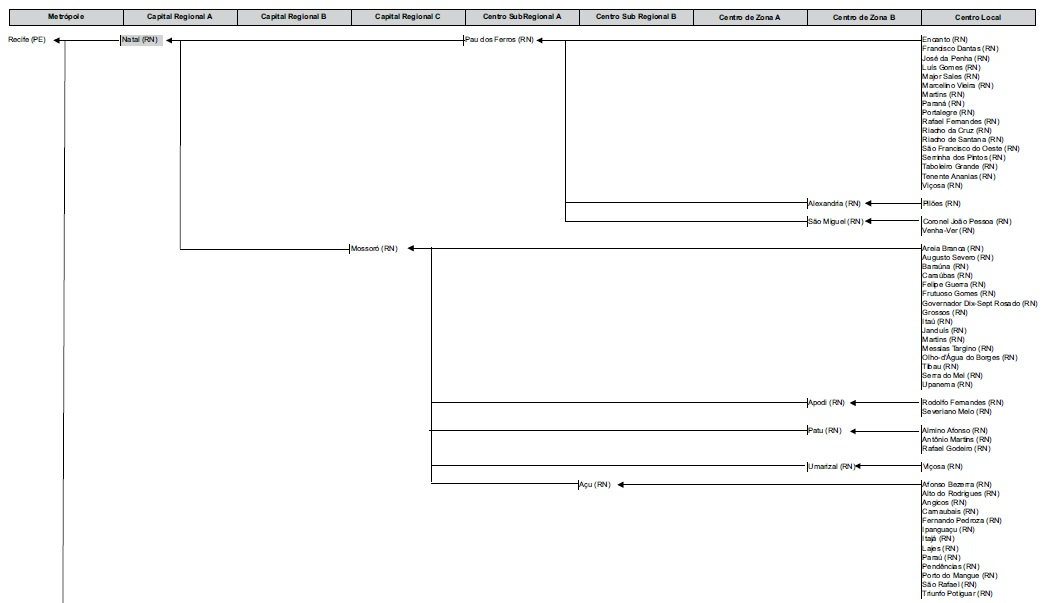 Metrópole Capital Regional A Capital Regional B Capital Regional C Centro SubRegional A Centro Sub Regional B Centro de Zona A Centro de Zona B Centro Local
Recife (PE) Natal (RN) Pau dos Ferros (RN) Encanto (RN)
Francisco Dantas (RN)
José da Penha (RN)
Luís Gomes (RN)
Major Sales (RN)
Marcelino Vieira (RN)
Martins (RN)
Paraná (RN)
Portalegre (RN)
Rafael Fernandes (RN)
Riacho da Cruz (RN)
Riacho de Santana (RN)
São Francisco do Oeste (RN)
Serrinha dos Pintos (RN)
Taboleiro Grande (RN)
Tenente Ananias (RN)
Viçosa (RN)
Alexandria (RN) Pilões (RN)
São Miguel (RN) Coronel João Pessoa (RN)
Venha-Ver (RN)
Mossoró (RN) Areia Branca (RN)
Augusto Severo (RN)
Baraúna (RN)
Caraúbas (RN)
Felipe Guerra (RN)
Frutuoso Gomes (RN)
Governador Dix-Sept Rosado (RN)
Grossos (RN)
Itaú (RN)
Janduís (RN)
Martins (RN)
Messias Targino (RN)
Olho-d'Água do Borges (RN)
Tibau (RN)
Serra do Mel (RN)
Upanema (RN)
Apodi (RN) Rodolfo Fernandes (RN)
Severiano Melo (RN)
Patu (RN) Almino Afonso (RN)
Antônio Martins (RN)
Rafael Godeiro (RN)
Umarizal (RN) Viçosa (RN)
Açu (RN) Afonso Bezerra (RN)
Alto do Rodrigues (RN)
Angicos (RN)
Carnaubais (RN)
Fernando Pedroza (RN)
Ipanguaçu (RN)
Itajá (RN)
Lajes (RN)
Paraú (RN)
Pendências (RN)
Porto do Mangue (RN)
São Rafael (RN)
Triunfo Potiguar (RN)